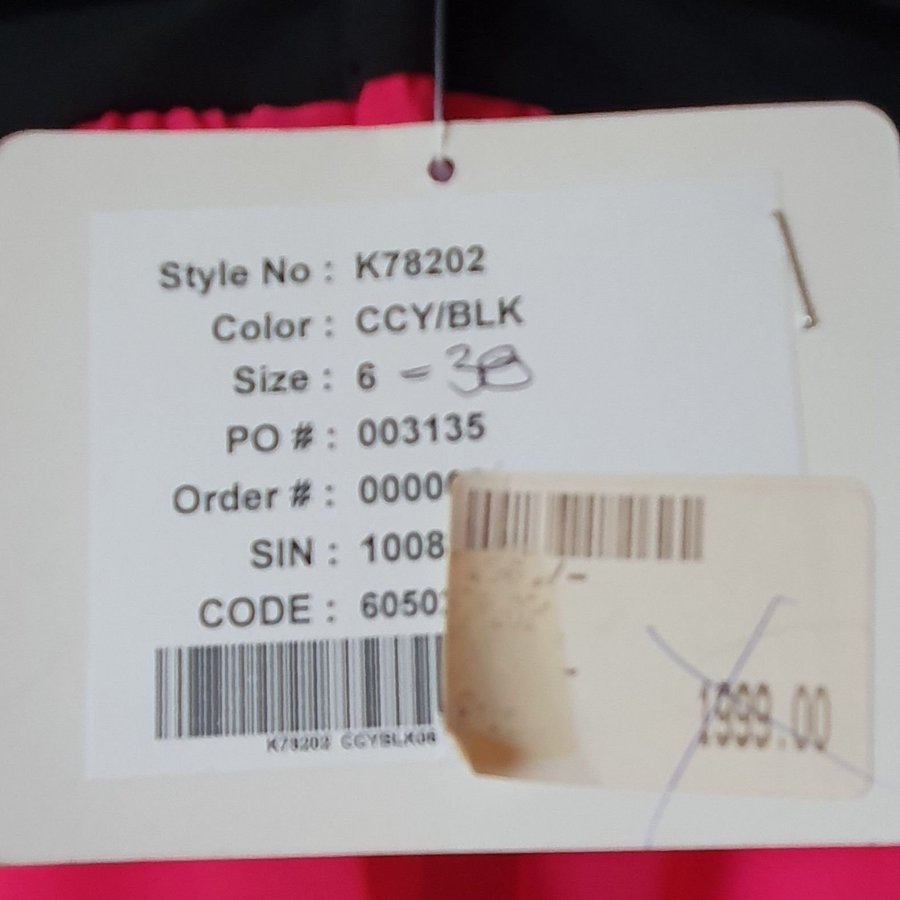 Style No : K78202
Color : CCY/BLK
Size : 6 - 38
PO # : 003135
Order # : 0000
SIN : 1008
CODE : 6050
K78202 CCYBLK06
1999.00